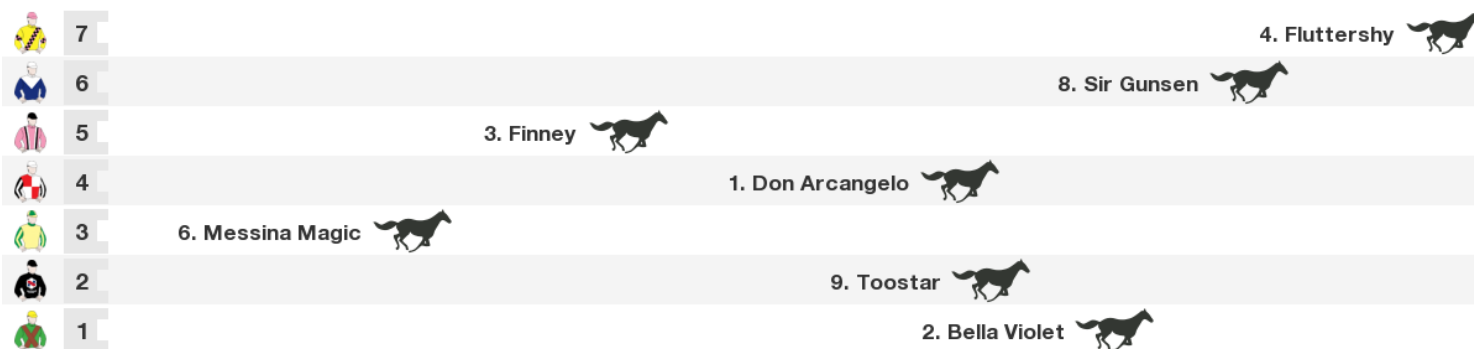 7 4. Fluttershy
6 8. Sir Gunsen
5 3. Finney
4 1. Don Arcangelo
3 6. Messina Magic
2 9. Toostar
1 2. Bella Violet